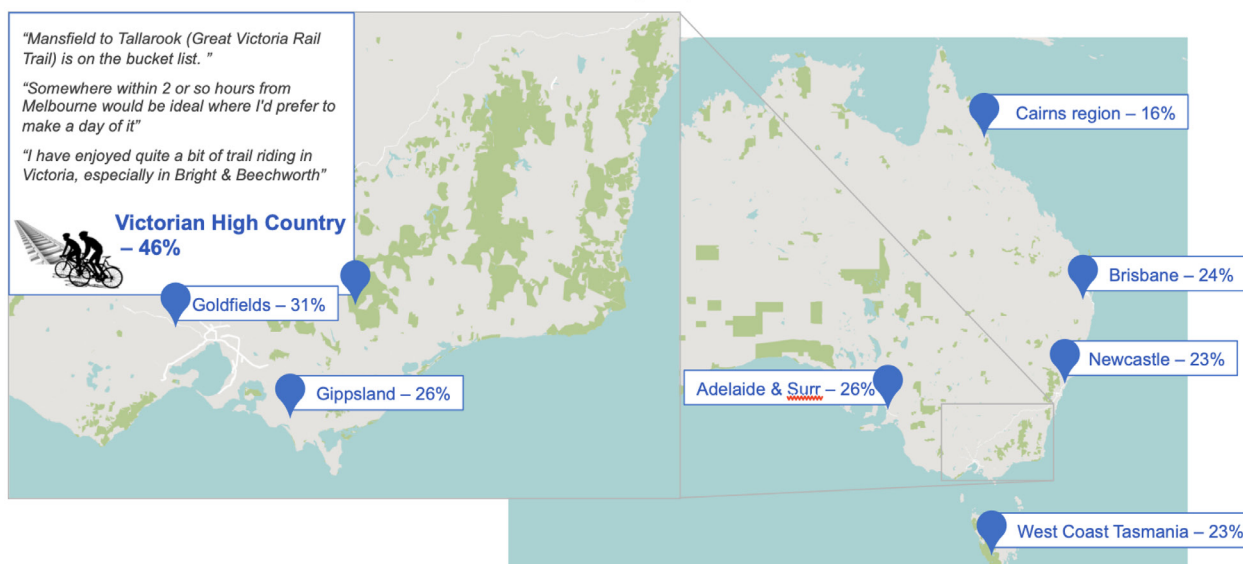 “Mansfield to Tallarook (Great Victoria Rail
Trail) is on the bucket list. ”
“Somewhere within 2 or so hours from
Melbourne would be ideal where I'd prefer to
make a day of it”
“I have enjoyed quite a bit of trail riding in
Victoria, especially in Bright & Beechworth”
Victorian High Country
– 46%
Goldfields – 31%
Gippsland – 26%
Cairns region – 16%
Brisbane – 24%
Newcastle – 23%
Adelaide & Surr – 26%
West Coast Tasmania – 23%